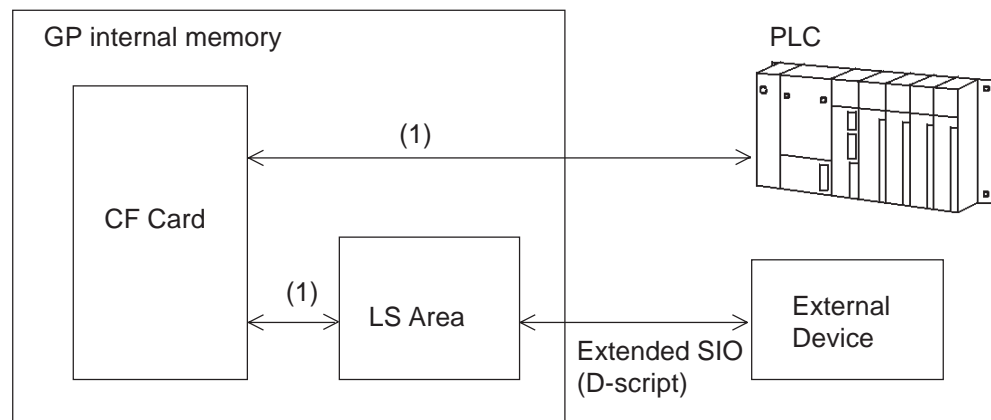 GP internal memory
PLC
(1)
CF Card
(1)
LS Area
External
Device
Extended SIO
(D-script)